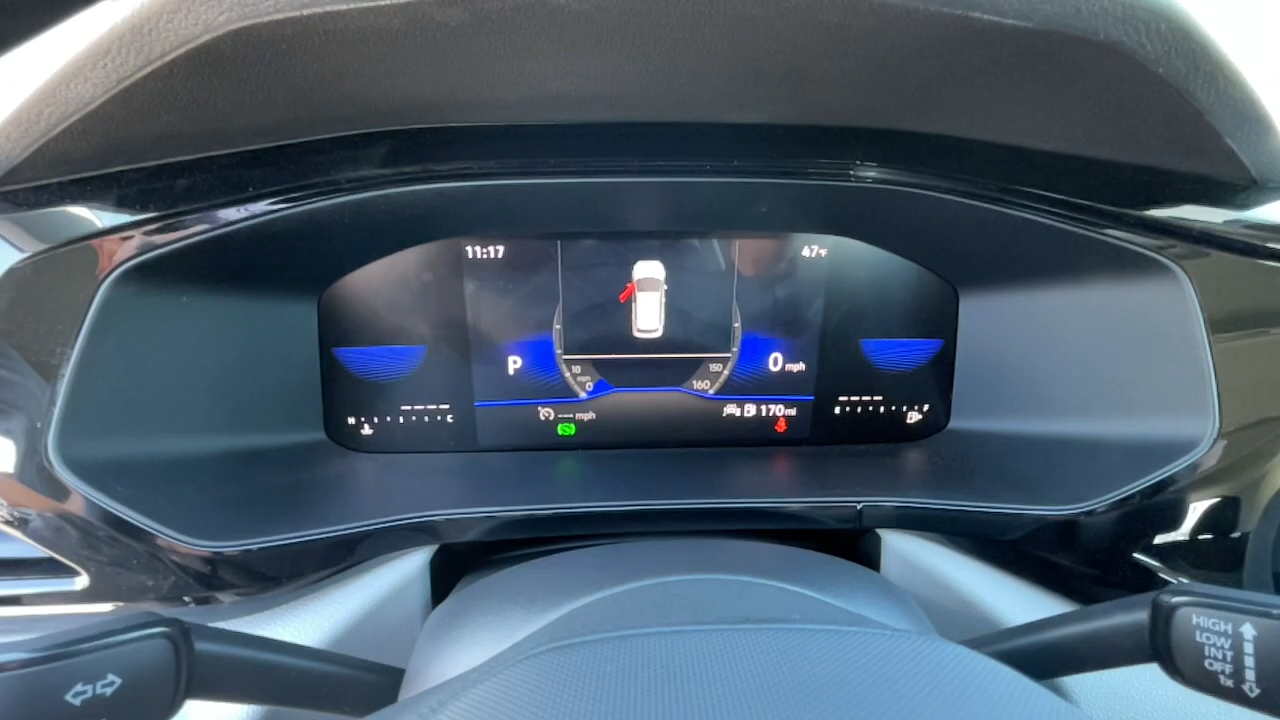 11:17
47°F
P
0 mph
10
mph
0
150
160
--- mph
170 mi
H C
E F
HIGH
LOW
INT
OFF
1x